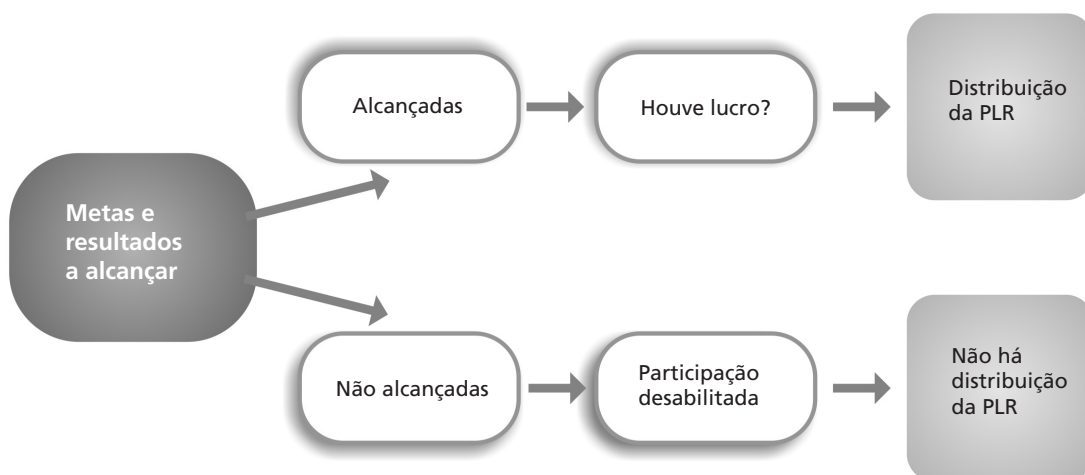 Metas e
resultados
a alcançar
Alcançadas
Houve lucro?
Distribuição
da PLR
Não alcançadas
Participação
desabilitada
Não há
distribuição
da PLR